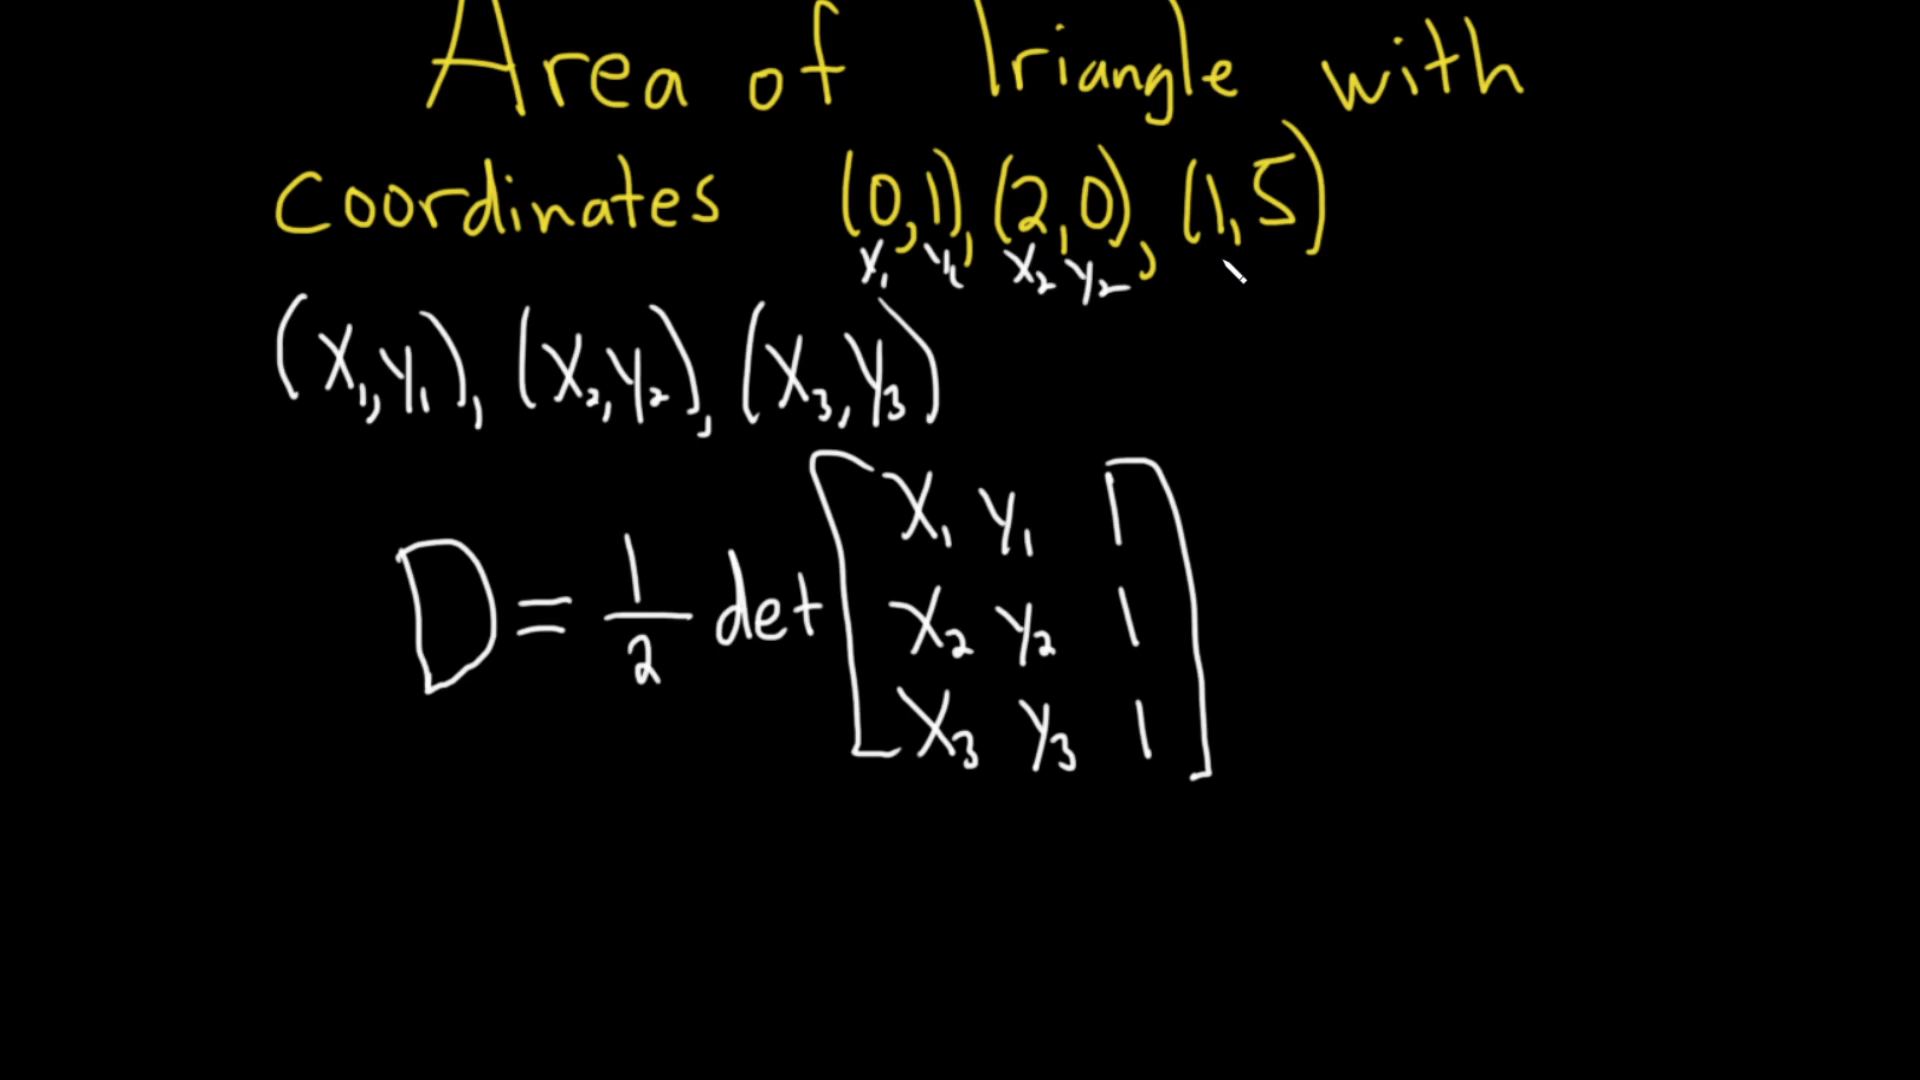 Area of Triangle with
Coordinates (0,1), (2,0), (1,5)
x₁ y₁ x₂ y₂
(x₁,y₁), (x₂,y₂), (x₃,y₃)
D = 1/2 det [x₁ y₁ 1
x₂ y₂ 1
x₃ y₃ 1]